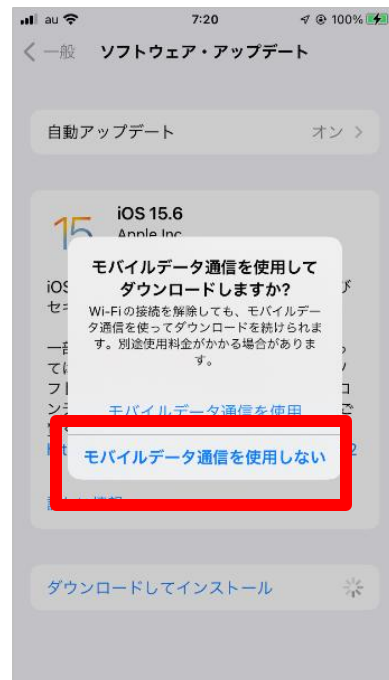 au 7:20 100%
一般 ソフトウェア・アップデート
自動アップデート オン
15 iOS 15.6
Apple Inc.
モバイルデータ通信を使用して
ダウンロードしますか?
Wi-Fiの接続を解除しても、モバイルデー
タ通信を使ってダウンロードを続けられま
す。別途使用料金がかかる場合がありま
す。
モバイルデータ通信を使用
モバイルデータ通信を使用しない
ダウンロードしてインストール